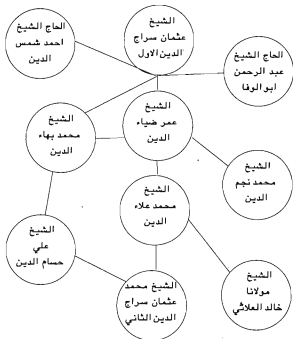 الحاج الشيخ
احمد شمس
الدين
الشيخ
عثمان سراج
الدين الاول
الحاج الشيخ
عبد الرحمن
ابو الوفا
الشيخ
محمد بهاء
الدين
الشيخ
عمر ضياء
الدين
الشيخ
محمد نجم
الدين
الشيخ
محمد علاء
الدين
الشيخ
علي
حسام الدين
الشيخ محمد
عثمان سراج
الدين الثاني
الشيخ
مولانا
خالد العلائي